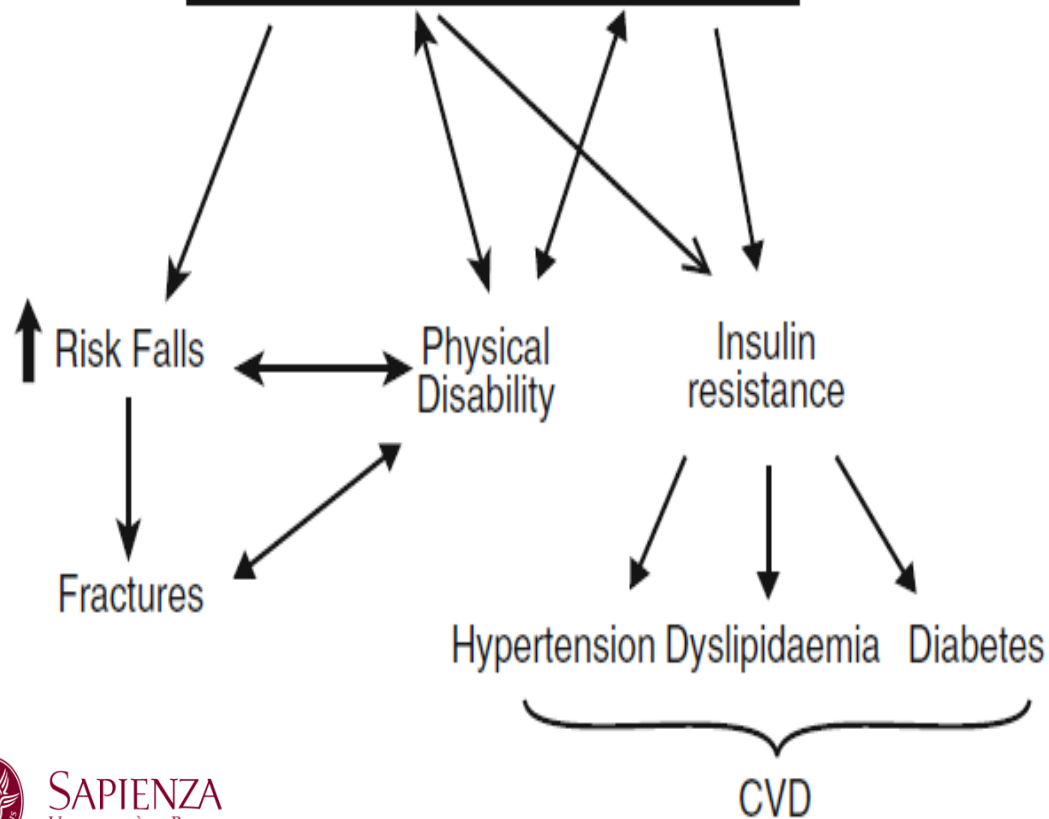 Risk Falls
Physical
Disability
Insulin
resistance
Fractures
Hypertension Dyslipidaemia Diabetes
CVD
SAPIENZA